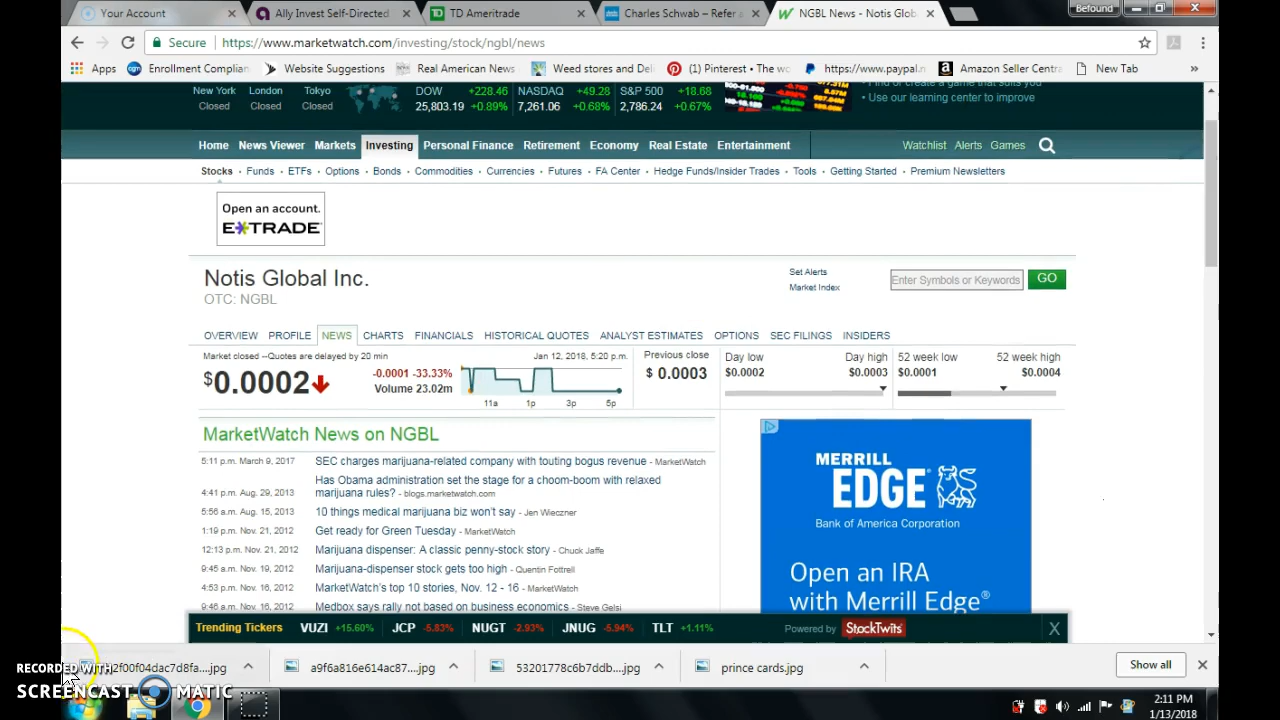 Your Account
Ally Invest Self-Directed
TD Ameritrade
Charles Schwab – Refer a
NGBL News - Notis Glob
Befound
Secure https://www.marketwatch.com/investing/stock/ngbl/news
Apps Enrollment Complian Website Suggestions Real American News Weed stores and Del Pinterest • The wo https://www.paypal. Amazon Seller Centra New Tab »
New York London Tokyo
Closed Closed Closed
DOW +228.46 NASDAQ +49.28 S&P 500 +18.68
25,803.19 +0.89% 7,261.06 +0.68% 2,786.24 +0.67%
• Find or create a game that suits you
• Use our learning center to improve
Home News Viewer Markets Investing Personal Finance Retirement Economy Real Estate Entertainment Watchlist Alerts Games
Stocks · Funds · ETFs · Options · Bonds · Commodities · Currencies · Futures · FA Center · Hedge Funds/Insider Trades · Tools · Getting Started · Premium Newsletters
Open an account.
E*TRADE
Notis Global Inc.
OTC: NGBL
Set Alerts
Market Index
Enter Symbols or Keywords GO
OVERVIEW PROFILE NEWS CHARTS FINANCIALS HISTORICAL QUOTES ANALYST ESTIMATES OPTIONS SEC FILINGS INSIDERS
Market closed --Quotes are delayed by 20 min Jan 12, 2018, 5:20 p.m.
$0.0002 -0.0001 -33.33%
Volume 23.02m
11a 1p 3p 5p
Previous close
$ 0.0003
Day low Day high
$0.0002 $0.0003
52 week low 52 week high
$0.0001 $0.0004
MarketWatch News on NGBL
5:11 p.m. March 9, 2017 SEC charges marijuana-related company with touting bogus revenue - MarketWatch
4:41 p.m. Aug. 29, 2013 Has Obama administration set the stage for a choom-boom with relaxed
marijuana rules? - blogs.marketwatch.com
5:56 a.m. Aug. 15, 2013 10 things medical marijuana biz won't say - Jen Wieczner
1:19 p.m. Nov. 21, 2012 Get ready for Green Tuesday - MarketWatch
12:13 p.m. Nov. 21, 2012 Marijuana dispenser: A classic penny-stock story - Chuck Jaffe
9:45 a.m. Nov. 19, 2012 Marijuana-dispenser stock gets too high - Quentin Fottrell
4:53 p.m. Nov. 16, 2012 MarketWatch's top 10 stories, Nov. 12 - 16 - MarketWatch
9:46 a.m. Nov. 16, 2012 Medbox says rally not based on business economics - Steve Gelsi
MERRILL
EDGE
Bank of America Corporation
Open an IRA
with Merrill Edge®
Trending Tickers VUZI +15.60% JCP -5.83% NUGT -2.93% JNUG -5.94% TLT +1.11% Powered by StockTwits X
2f00f04dac7d8fa....jpg
a9f6a816e614ac87....jpg
53201778c6b7ddb....jpg
prince cards.jpg
Show all
RECORDED WITH
SCREENCAST MATIC
2:11 PM
1/13/2018